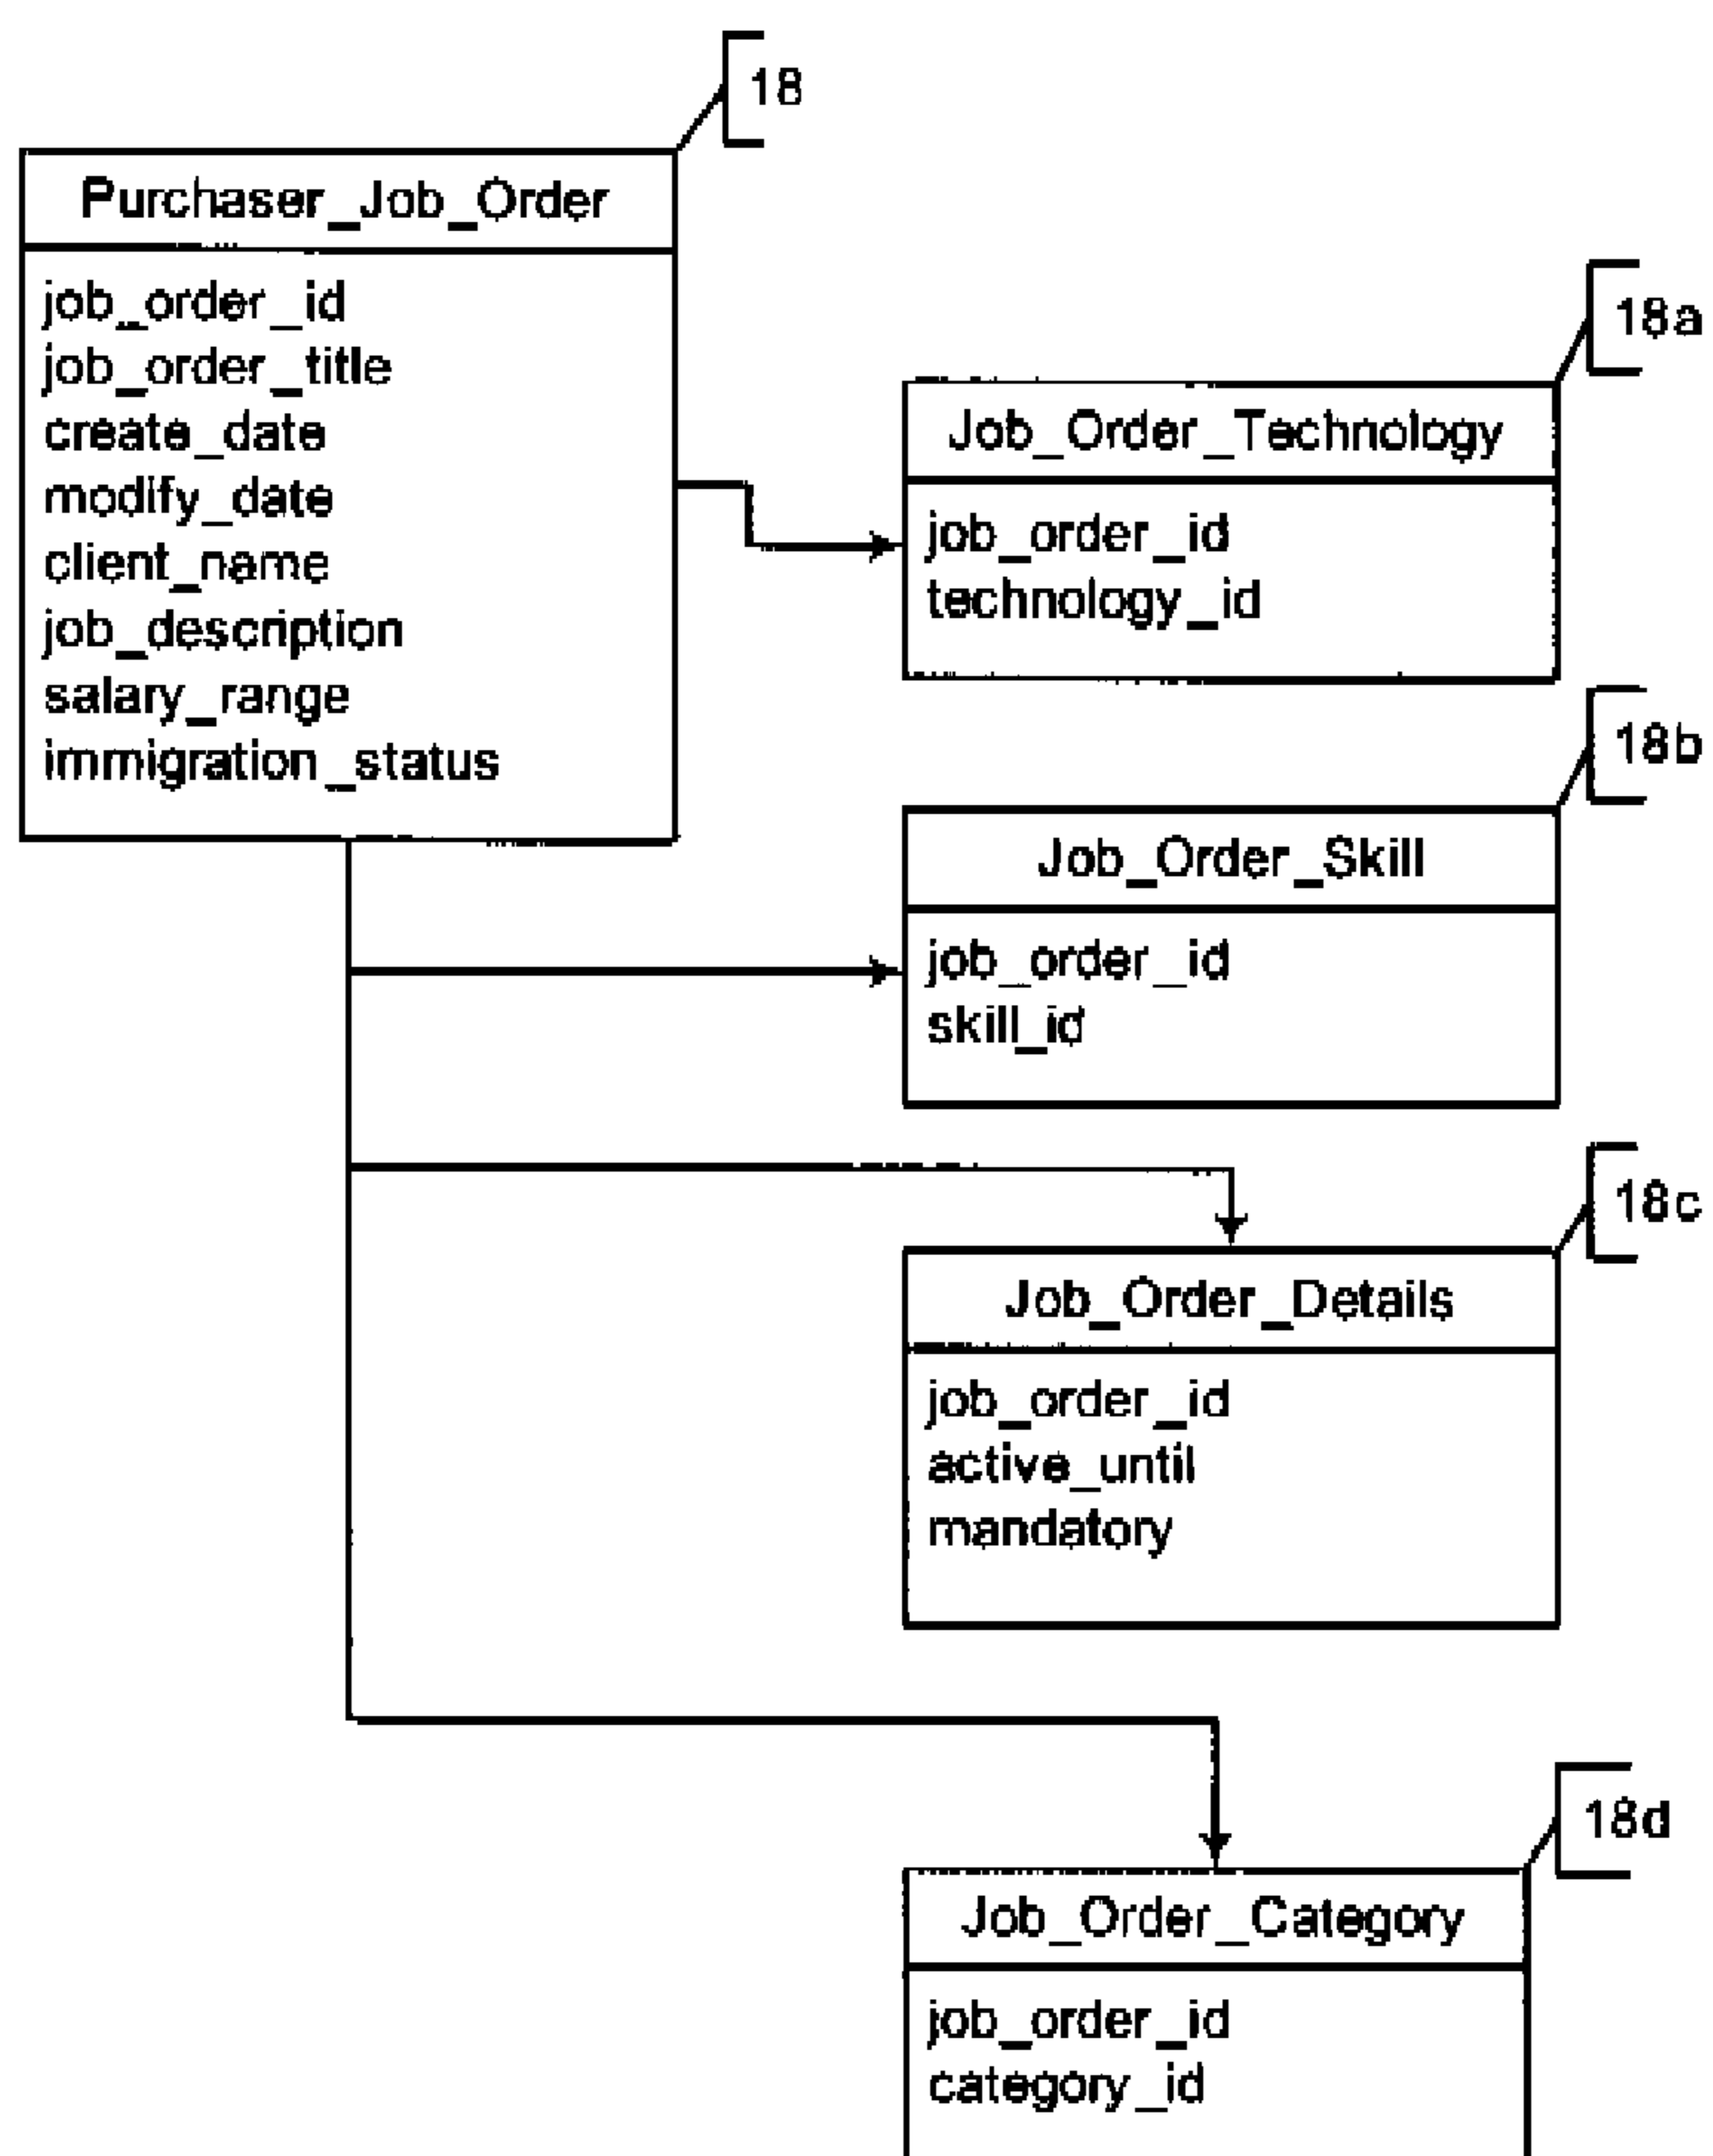 18
Purchaser_Job_Order
job_order_id
job_order_title
create_date
modify_date
client_name
job_description
salary_range
immigration_status
18a
Job_Order_Technology
job_order_id
technology_id
18b
Job_Order_Skill
job_order_id
skill_id
18c
Job_Order_Details
job_order_id
active_until
mandatory
18d
Job_Order_Category
job_order_id
category_id